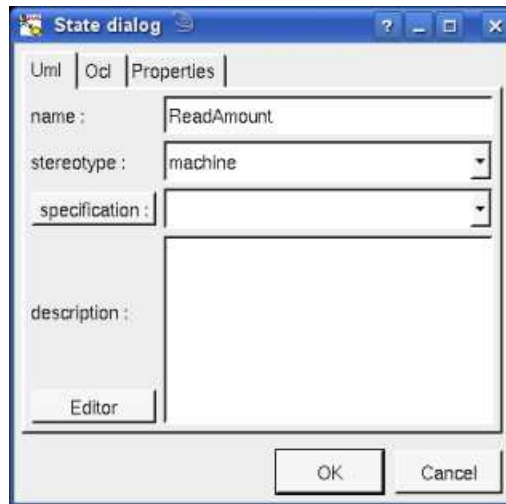 State dialog
Uml Ocl Properties
name : ReadAmount
stereotype : machine
specification :
description :
Editor
OK Cancel